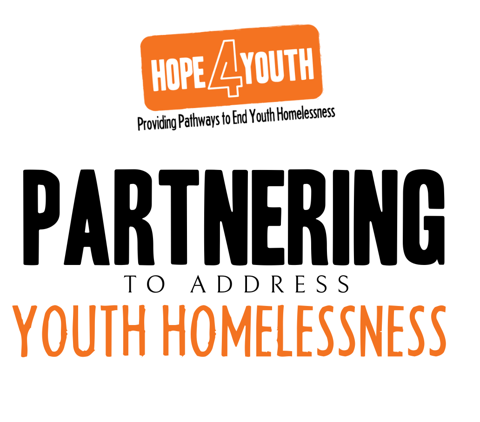 HOPE 4 YOUTH
Providing Pathways to End Youth Homelessness
PARTNERING
TO ADDRESS
YOUTH HOMELESSNESS